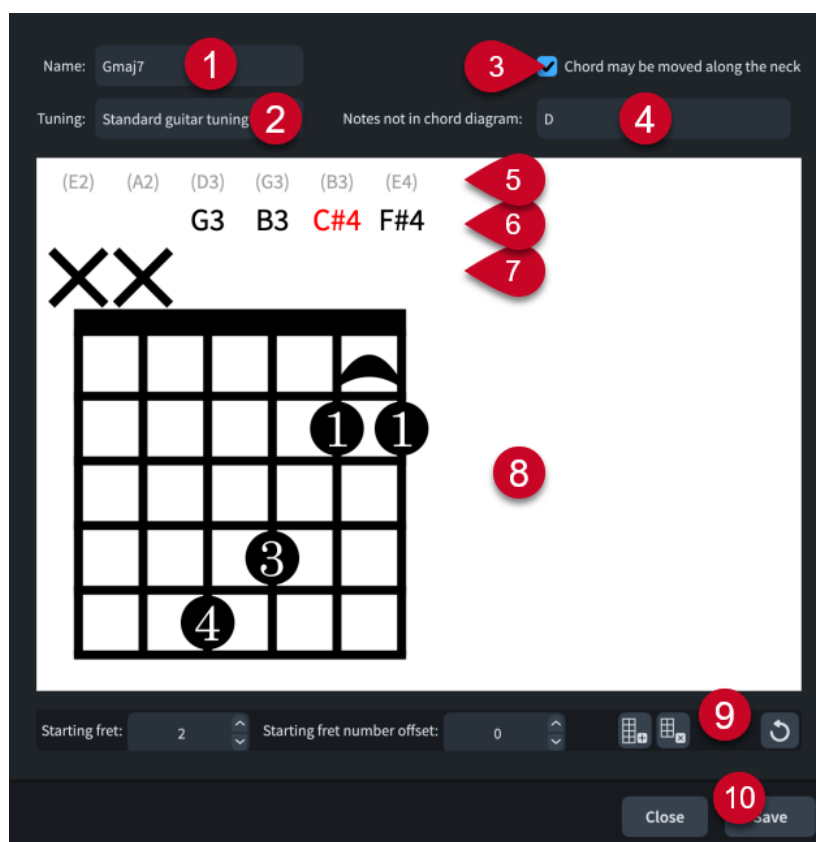 Name: Gmaj7 1 3 Chord may be moved along the neck
Tuning: Standard guitar tuning 2 Notes not in chord diagram: D 4
(E2) (A2) (D3) (G3) (B3) (E4) 5
G3 B3 C#4 F#4 6
7
1 1
8
3
4
Starting fret: 2 Starting fret number offset: 0 9
10
Close Save